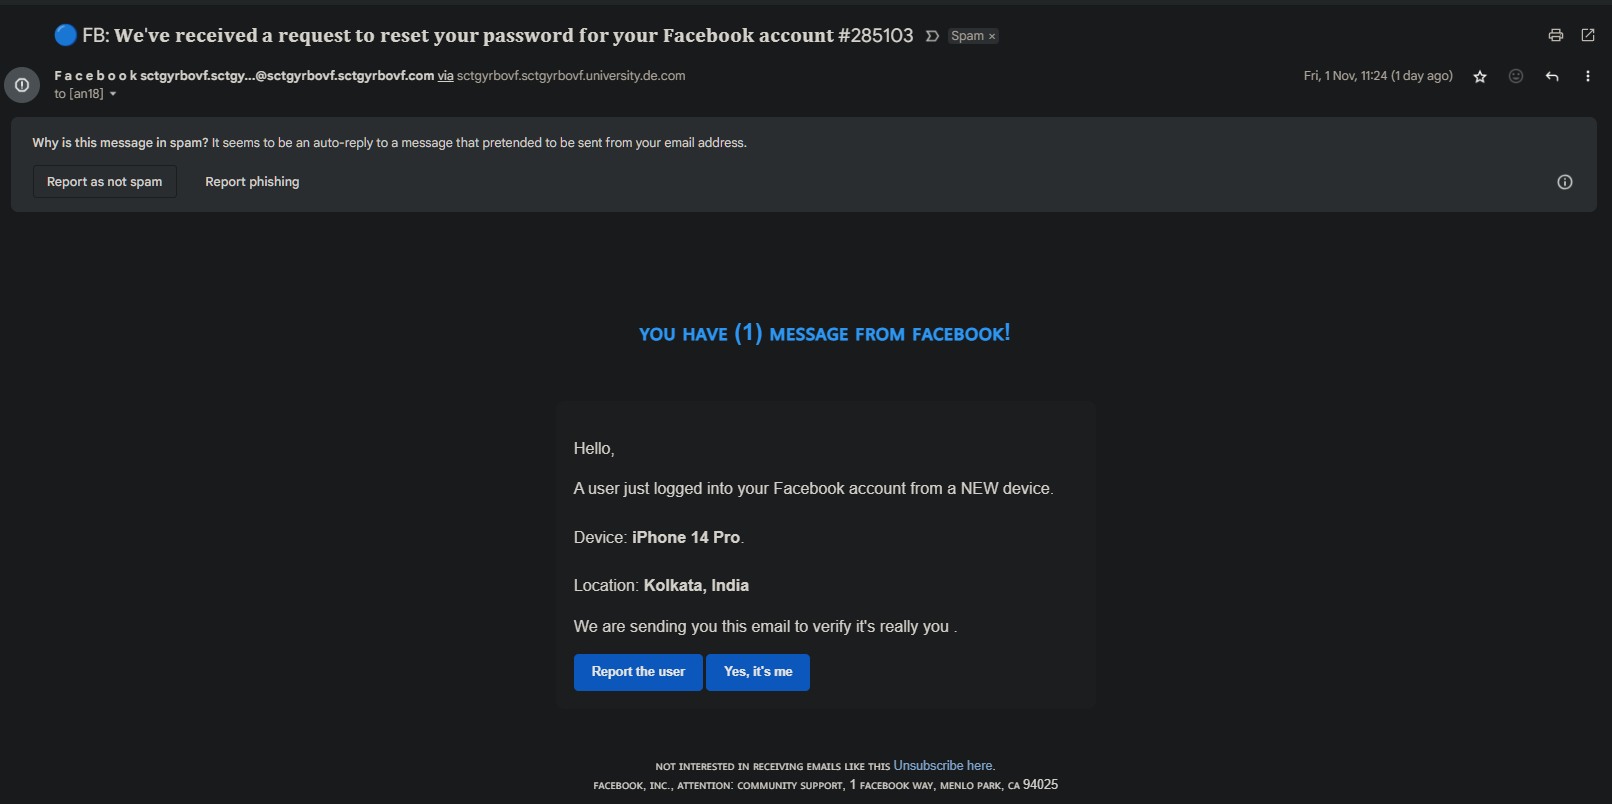 🔵 FB: We've received a request to reset your password for your Facebook account #285103 Spam ×
F a c e b o o k sctgyrbovf.sctgy...@sctgyrbovf.sctgyrbovf.com via sctgyrbovf.sctgyrbovf.university.de.com Fri, 1 Nov, 11:24 (1 day ago)
to [an18]
Why is this message in spam? It seems to be an auto-reply to a message that pretended to be sent from your email address.
Report as not spam Report phishing
YOU HAVE (1) MESSAGE FROM FACEBOOK!
Hello,
A user just logged into your Facebook account from a NEW device.
Device: iPhone 14 Pro.
Location: Kolkata, India
We are sending you this email to verify it's really you .
Report the user Yes, it's me
NOT INTERESTED IN RECEIVING EMAILS LIKE THIS Unsubscribe here.
FACEBOOK, INC., ATTENTION: COMMUNITY SUPPORT, 1 FACEBOOK WAY, MENLO PARK, CA 94025